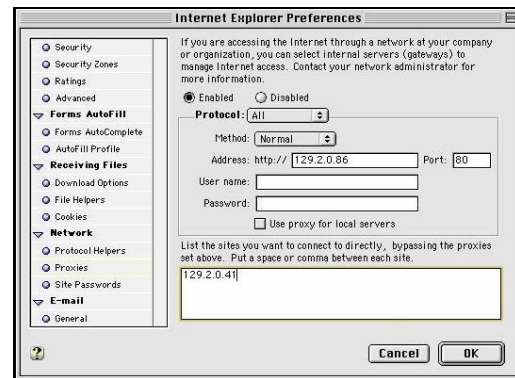 Internet Explorer Preferences
Security
Security Zones
Ratings
Advanced
Forms AutoFill
Forms AutoComplete
AutoFill Profile
Receiving Files
Download Options
File Helpers
Cookies
Network
Protocol Helpers
Proxies
Site Passwords
E-mail
General
If you are accessing the Internet through a network at your company
or organization, you can select internal servers (gateways) to
manage Internet access. Contact your network administrator for
more information.
Enabled Disabled
Protocol: All
Method: Normal
Address: http:// 129.2.0.86 Port: 80
User name:
Password:
Use proxy for local servers
List the sites you want to connect to directly, bypassing the proxies
set above. Put a space or comma between each site.
129.2.0.41
?
Cancel OK